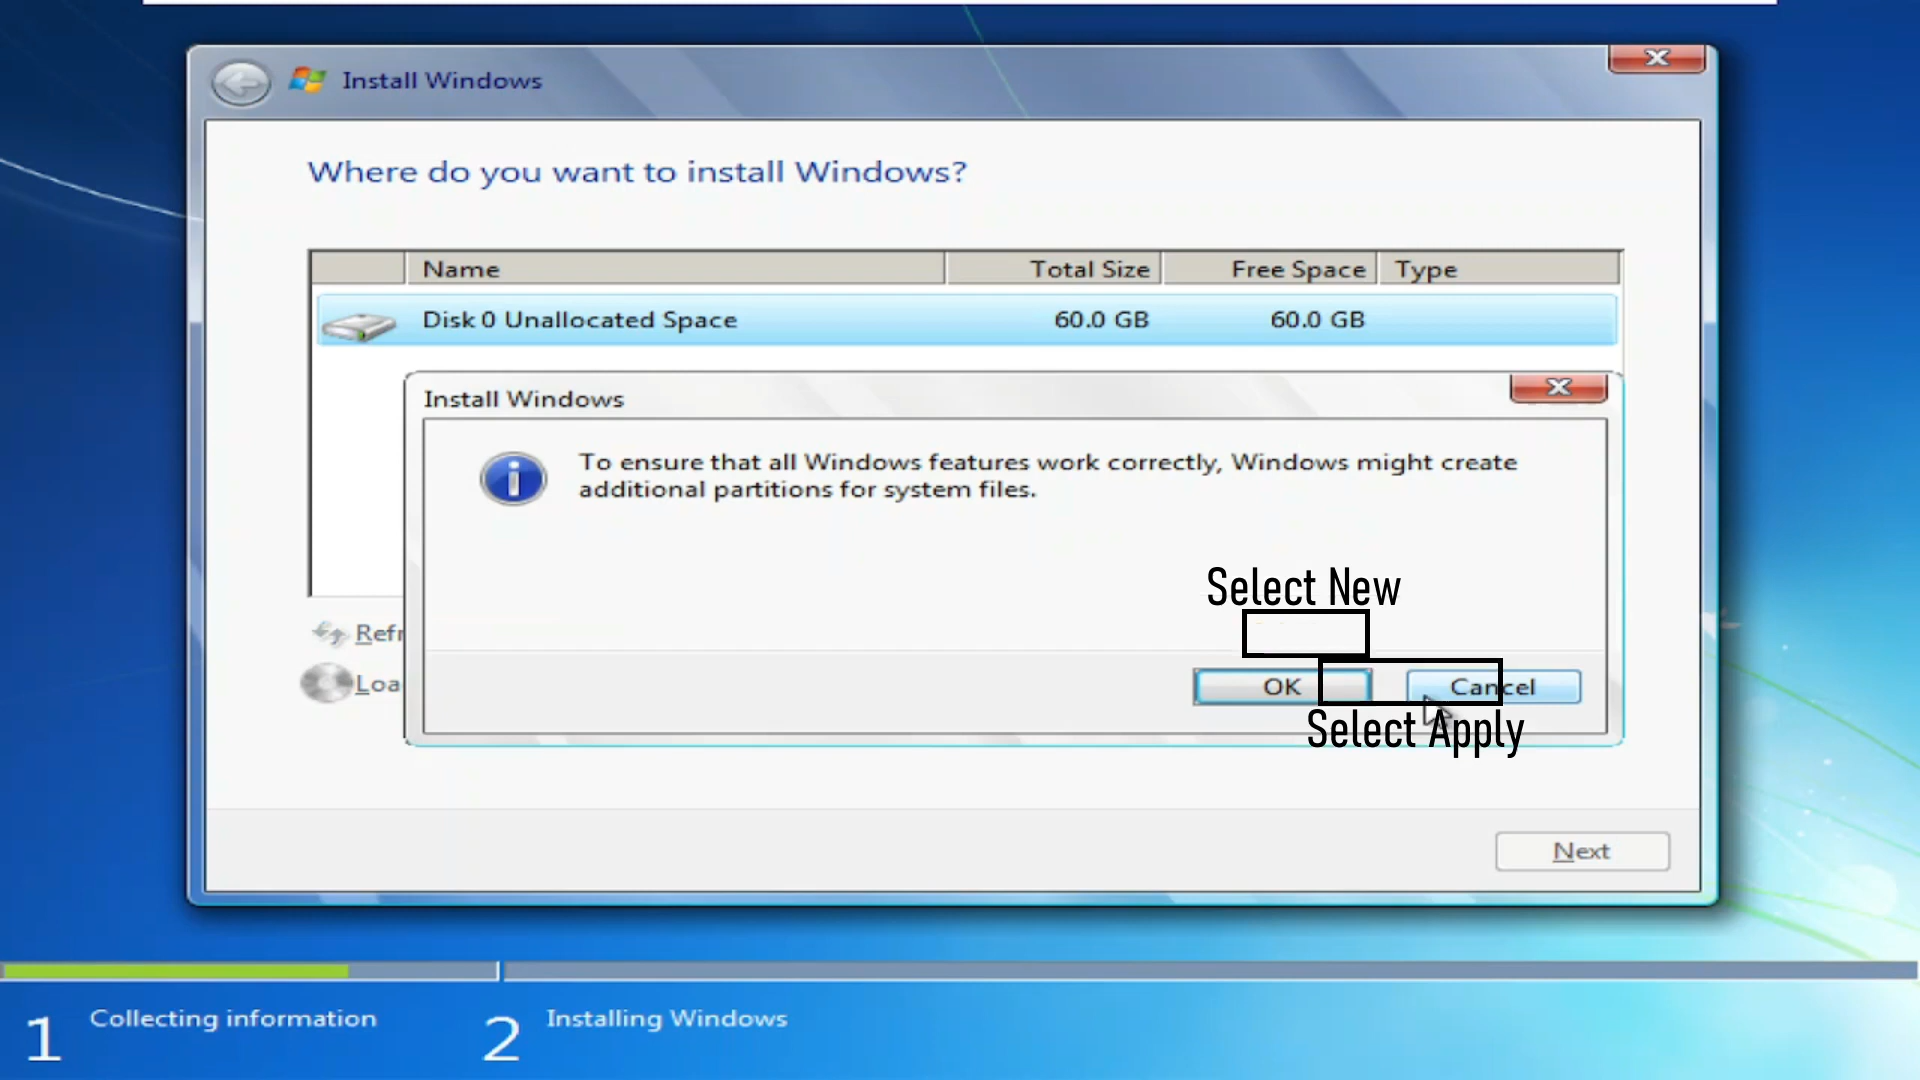 Install Windows
Where do you want to install Windows?
Name Total Size Free Space Type
Disk 0 Unallocated Space 60.0 GB 60.0 GB
Install Windows
To ensure that all Windows features work correctly, Windows might create
additional partitions for system files.
Select New
Refr
Loa
OK Cancel
Select Apply
Next
1 Collecting information
2 Installing Windows